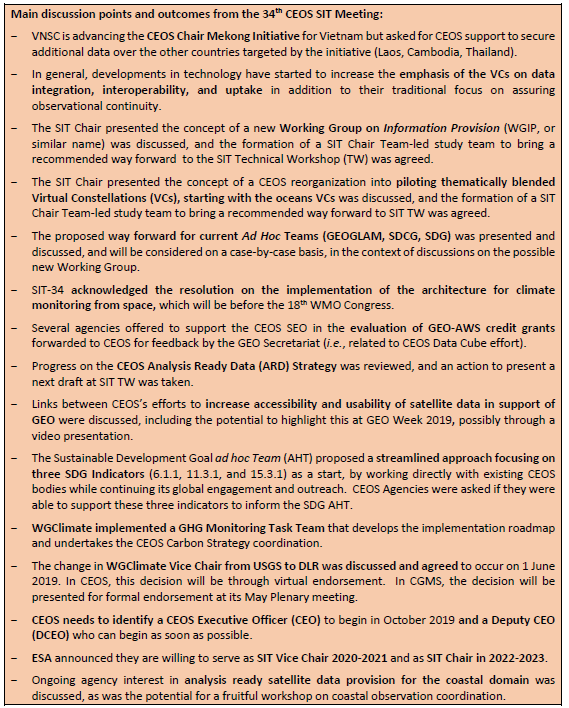 Main discussion points and outcomes from the 34th CEOS SIT Meeting:
– VNSC is advancing the CEOS Chair Mekong Initiative for Vietnam but asked for CEOS support to secure
additional data over the other countries targeted by the initiative (Laos, Cambodia, Thailand).
– In general, developments in technology have started to increase the emphasis of the VCs on data
integration, interoperability, and uptake in addition to their traditional focus on assuring
observational continuity.
– The SIT Chair presented the concept of a new Working Group on Information Provision (WGIP, or
similar name) was discussed, and the formation of a SIT Chair Team-led study team to bring a
recommended way forward to the SIT Technical Workshop (TW) was agreed.
– The SIT Chair presented the concept of a CEOS reorganization into piloting thematically blended
Virtual Constellations (VCs), starting with the oceans VCs was discussed, and the formation of a SIT
Chair Team-led study team to bring a recommended way forward to SIT TW was agreed.
– The proposed way forward for current Ad Hoc Teams (GEOGLAM, SDCG, SDG) was presented and
discussed, and will be considered on a case-by-case basis, in the context of discussions on the possible
new Working Group.
– SIT-34 acknowledged the resolution on the implementation of the architecture for climate
monitoring from space, which will be before the 18th WMO Congress.
– Several agencies offered to support the CEOS SEO in the evaluation of GEO-AWS credit grants
forwarded to CEOS for feedback by the GEO Secretariat (i.e., related to CEOS Data Cube effort).
– Progress on the CEOS Analysis Ready Data (ARD) Strategy was reviewed, and an action to present a
next draft at SIT TW was taken.
– Links between CEOS's efforts to increase accessibility and usability of satellite data in support of
GEO were discussed, including the potential to highlight this at GEO Week 2019, possibly through a
video presentation.
– The Sustainable Development Goal ad hoc Team (AHT) proposed a streamlined approach focusing on
three SDG Indicators (6.1.1, 11.3.1, and 15.3.1) as a start, by working directly with existing CEOS
bodies while continuing its global engagement and outreach. CEOS Agencies were asked if they were
able to support these three indicators to inform the SDG AHT.
– WGClimate implemented a GHG Monitoring Task Team that develops the implementation roadmap
and undertakes the CEOS Carbon Strategy coordination.
– The change in WGClimate Vice Chair from USGS to DLR was discussed and agreed to occur on 1 June
2019. In CEOS, this decision will be through virtual endorsement. In CGMS, the decision will be
presented for formal endorsement at its May Plenary meeting.
– CEOS needs to identify a CEOS Executive Officer (CEO) to begin in October 2019 and a Deputy CEO
(DCEO) who can begin as soon as possible.
– ESA announced they are willing to serve as SIT Vice Chair 2020-2021 and as SIT Chair in 2022-2023.
– Ongoing agency interest in analysis ready satellite data provision for the coastal domain was
discussed, as was the potential for a fruitful workshop on coastal observation coordination.